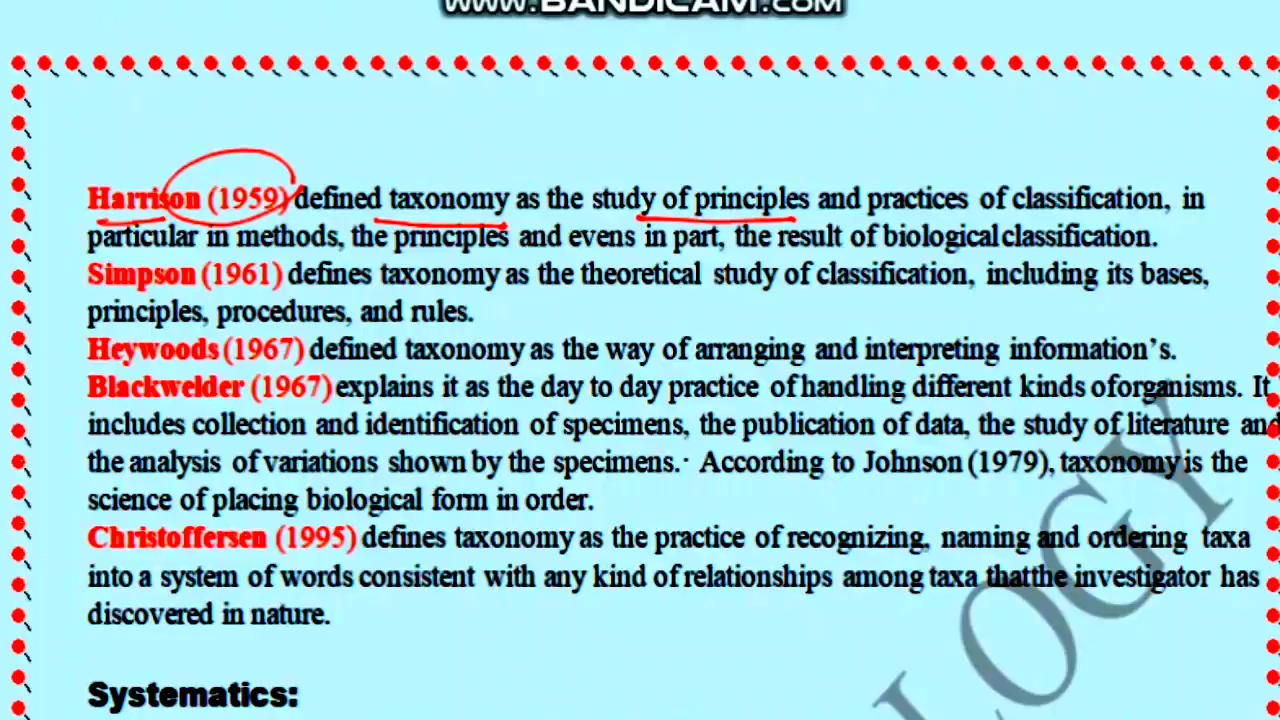 www.BANDICAM.com
Harrison (1959) defined taxonomy as the study of principles and practices of classification, in
particular in methods, the principles and evens in part, the result of biological classification.
Simpson (1961) defines taxonomy as the theoretical study of classification, including its bases,
principles, procedures, and rules.
Heywoods (1967) defined taxonomy as the way of arranging and interpreting information's.
Blackwelder (1967) explains it as the day to day practice of handling different kinds oforganisms. It
includes collection and identification of specimens, the publication of data, the study of literature and
the analysis of variations shown by the specimens.· According to Johnson (1979), taxonomy is the
science of placing biological form in order.
Christoffersen (1995) defines taxonomy as the practice of recognizing, naming and ordering taxa
into a system of words consistent with any kind of relationships among taxa that the investigator has
discovered in nature.
Systematics:
LOGY